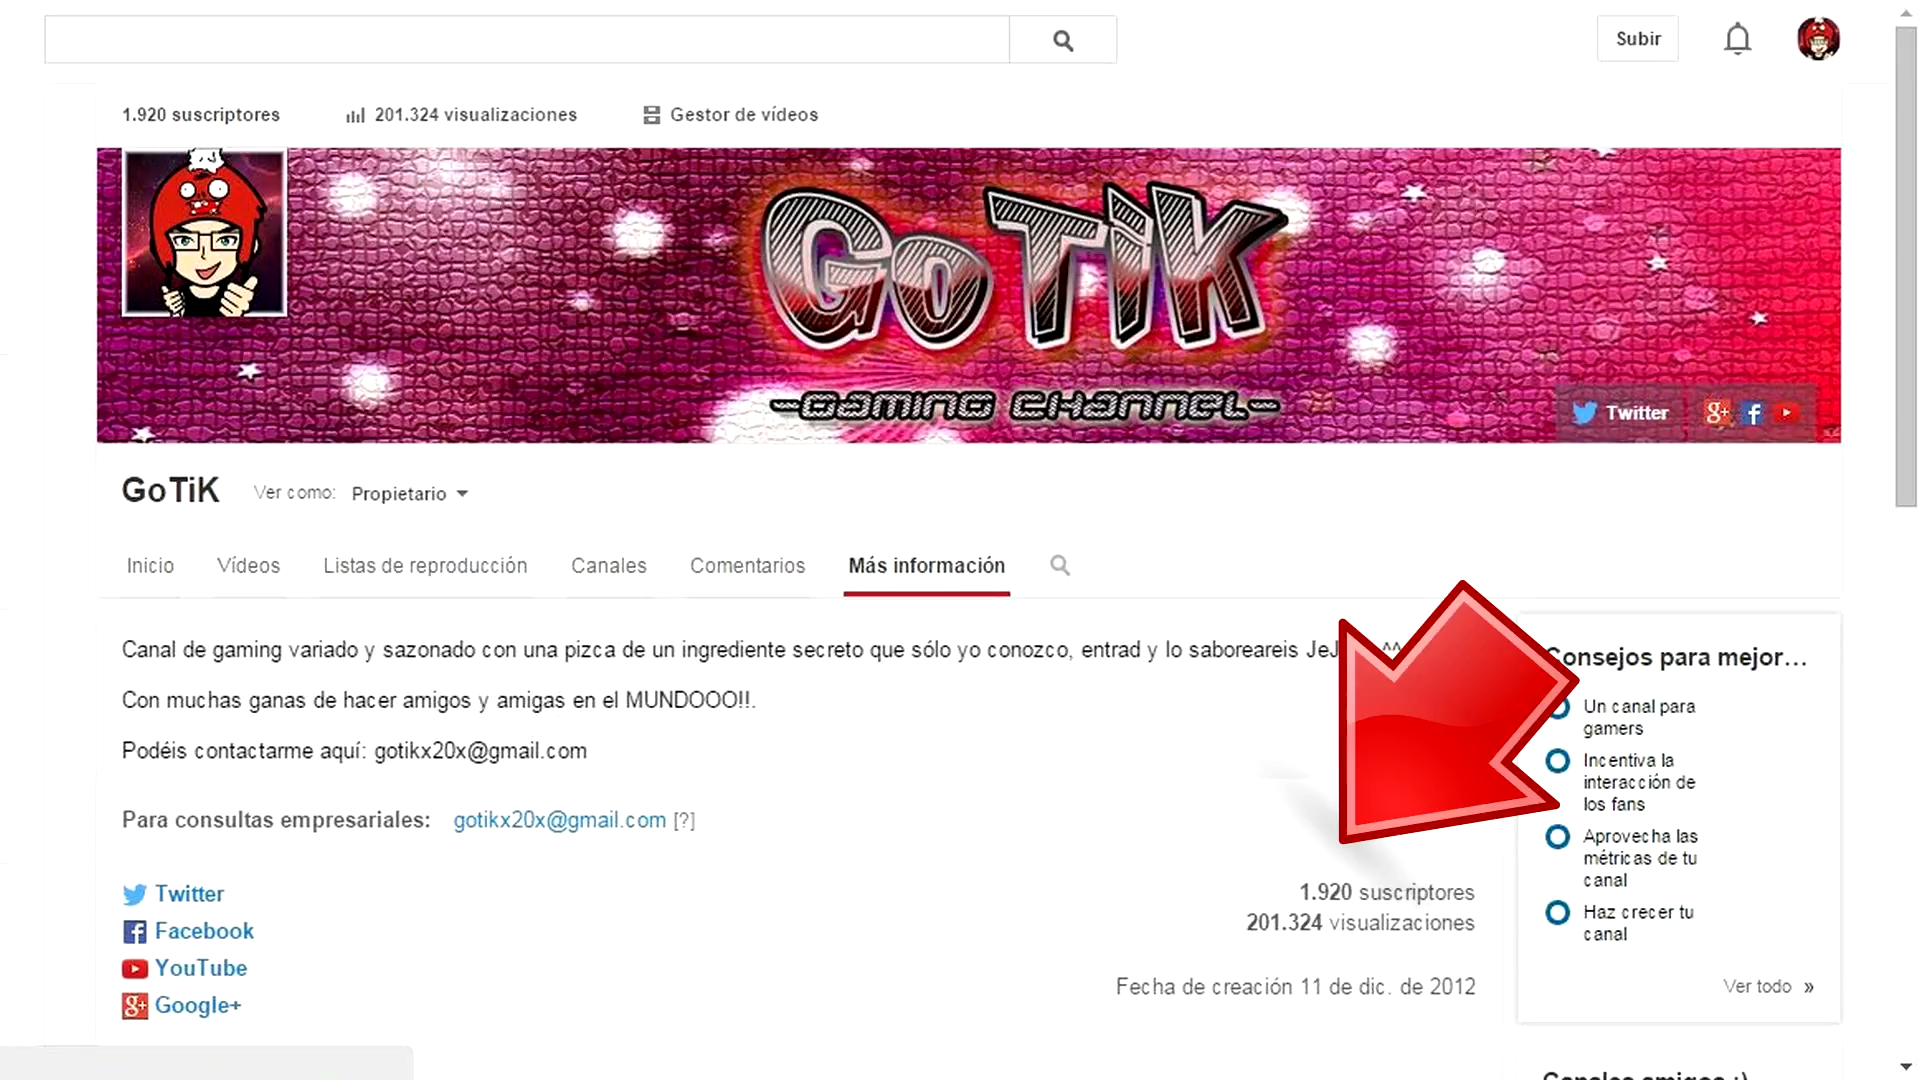 Subir
1.920 suscriptores
201.324 visualizaciones
Gestor de vídeos
GoTiK
-GAMING CHANNEL-
Twitter
GoTiK
Ver como: Propietario
Inicio
Vídeos
Listas de reproducción
Canales
Comentarios
Más información
Canal de gaming variado y sazonado con una pizca de un ingrediente secreto que sólo yo conozco, entrad y lo saboreareis
Con muchas ganas de hacer amigos y amigas en el MUNDOOO!!.
Podéis contactarme aquí: gotikx20x@gmail.com
Para consultas empresariales: gotikx20x@gmail.com [?]
Twitter
Facebook
YouTube
Google+
1.920 suscriptores
201.324 visualizaciones
Fecha de creación 11 de dic. de 2012
Consejos para mejor...
Un canal para
gamers
Incentiva la
interacción de
los fans
Aprovecha las
métricas de tu
canal
Haz crecer tu
canal
Ver todo »